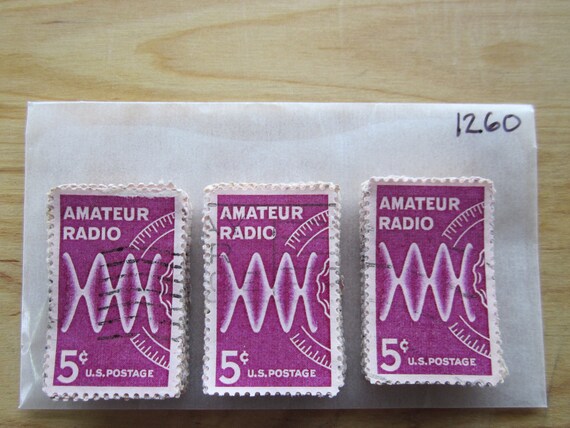 1260
AMATEUR
RADIO
5¢
U.S. POSTAGE
AMATEUR
RADIO
5¢
U.S. POSTAGE
AMATEUR
RADIO
5¢
U.S. POSTAGE